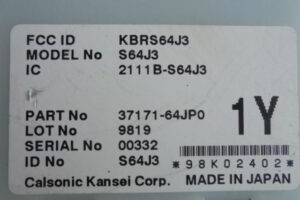 FCC ID KBRS64J3
MODEL No S64J3
IC 2111B-S64J3
PART No 37171-64JP0
LOT No 9819
SERIAL No 00332
ID No S64J3
1Y
*98K02402*
Calsonic Kansei Corp. MADE IN JAPAN